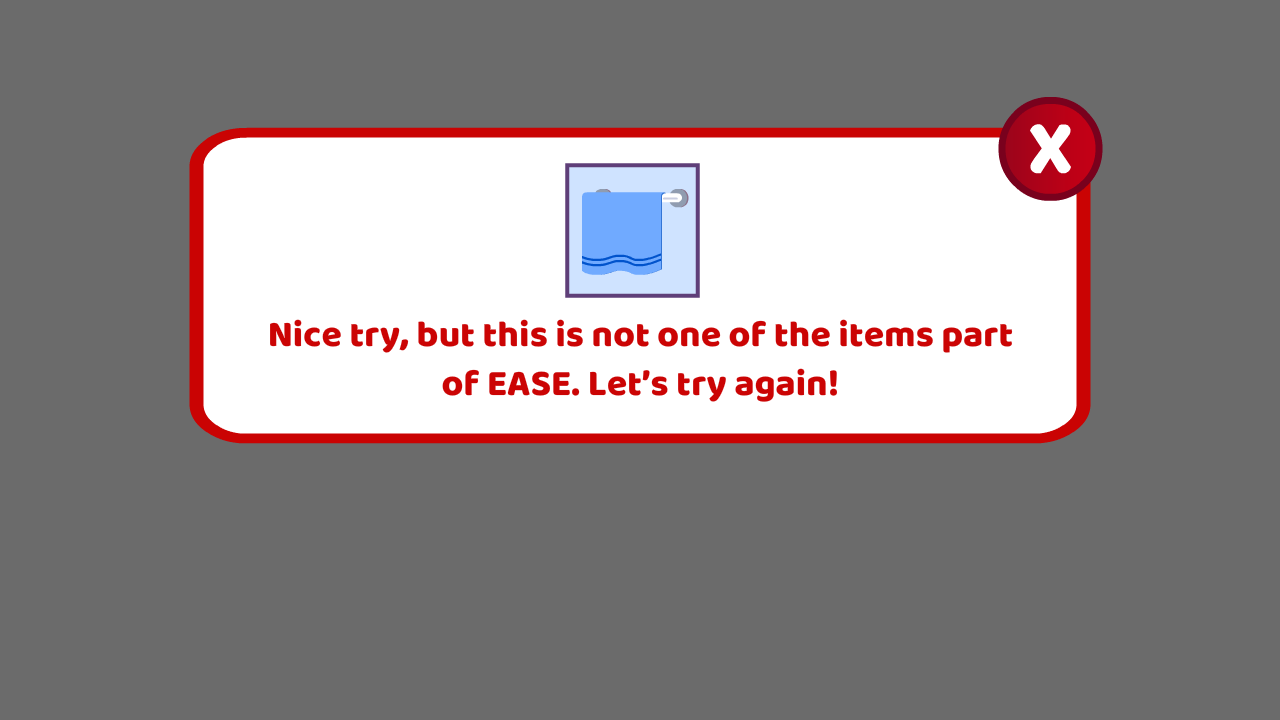 X
Nice try, but this is not one of the items part
of EASE. Let's try again!